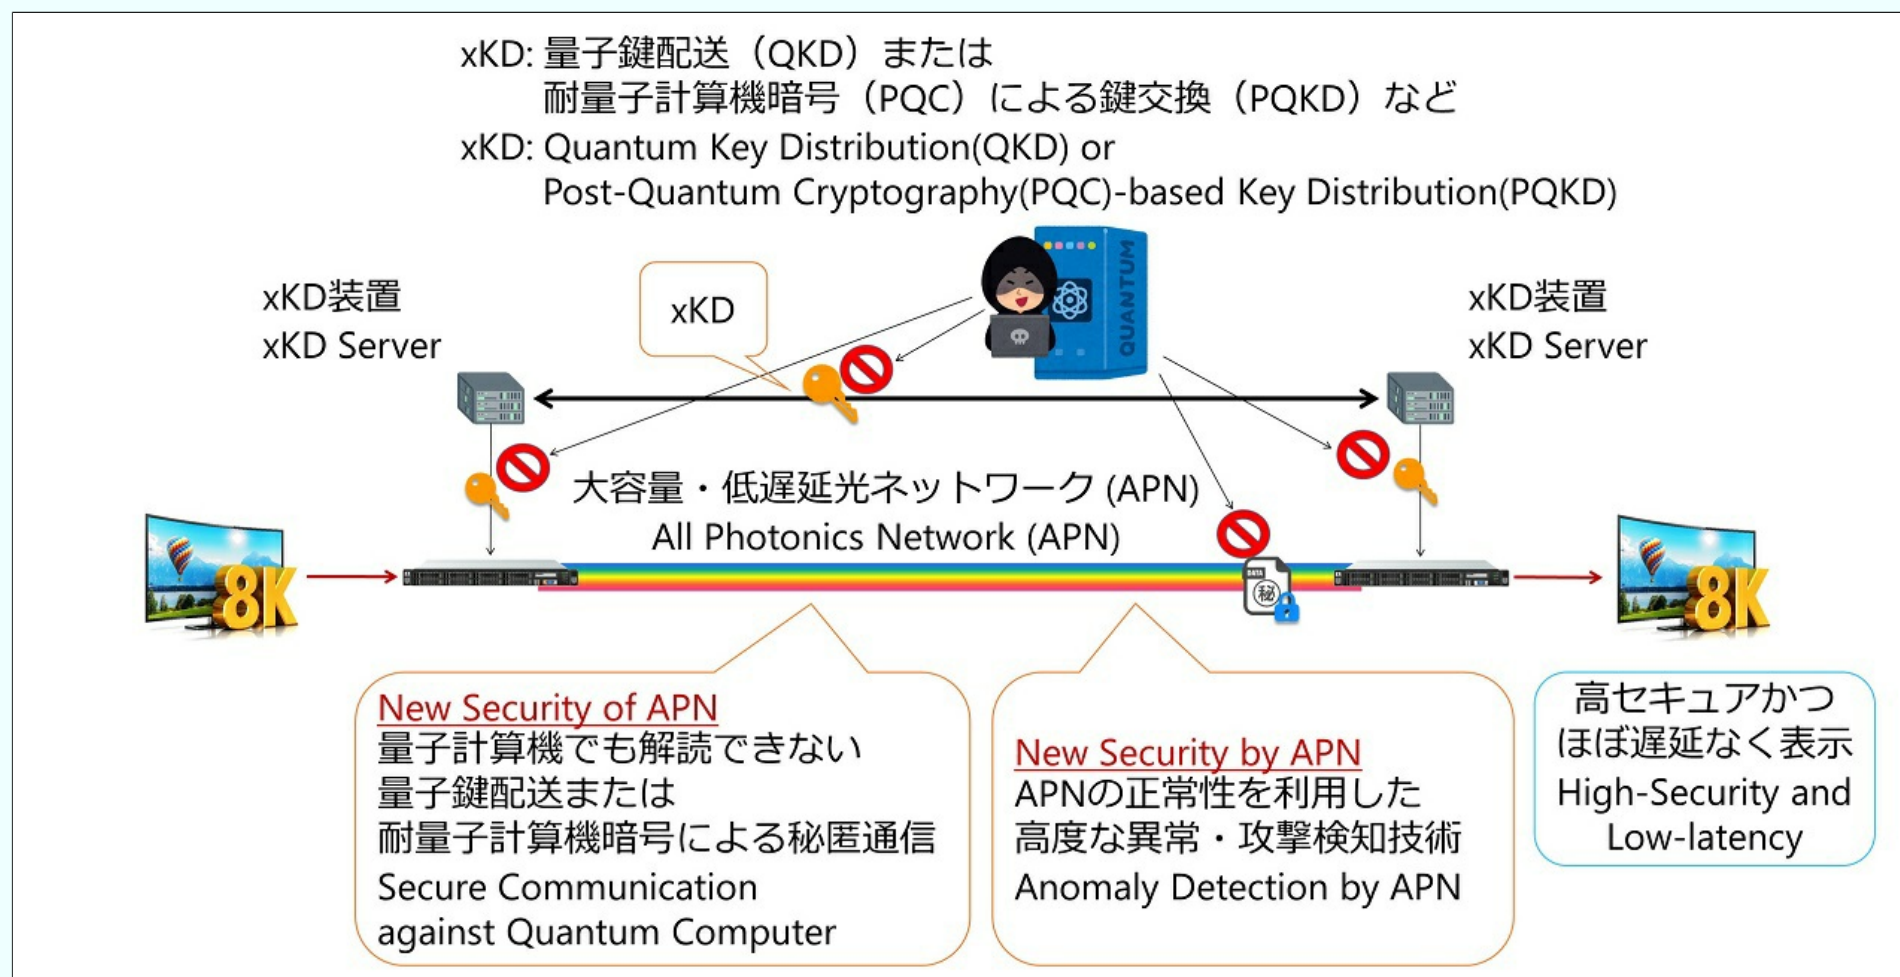 xKD: 量子鍵配送（QKD）または
耐量子計算機暗号（PQC）による鍵交換（PQKD）など
xKD: Quantum Key Distribution(QKD) or
Post-Quantum Cryptography(PQC)-based Key Distribution(PQKD)
QUANTUM
xKD装置
xKD Server
xKD
xKD装置
xKD Server
大容量・低遅延光ネットワーク (APN)
All Photonics Network (APN)
8K
DATA
秘
8K
New Security of APN
量子計算機でも解読できない
量子鍵配送または
耐量子計算機暗号による秘匿通信
Secure Communication
against Quantum Computer
New Security by APN
APNの正常性を利用した
高度な異常・攻撃検知技術
Anomaly Detection by APN
高セキュアかつ
ほぼ遅延なく表示
High-Security and
Low-latency